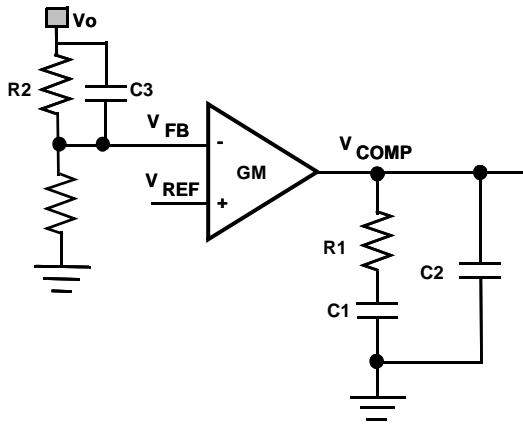 Vo
R2
C3
V FB
-
GM
V COMP
V REF
+
R1
C2
C1